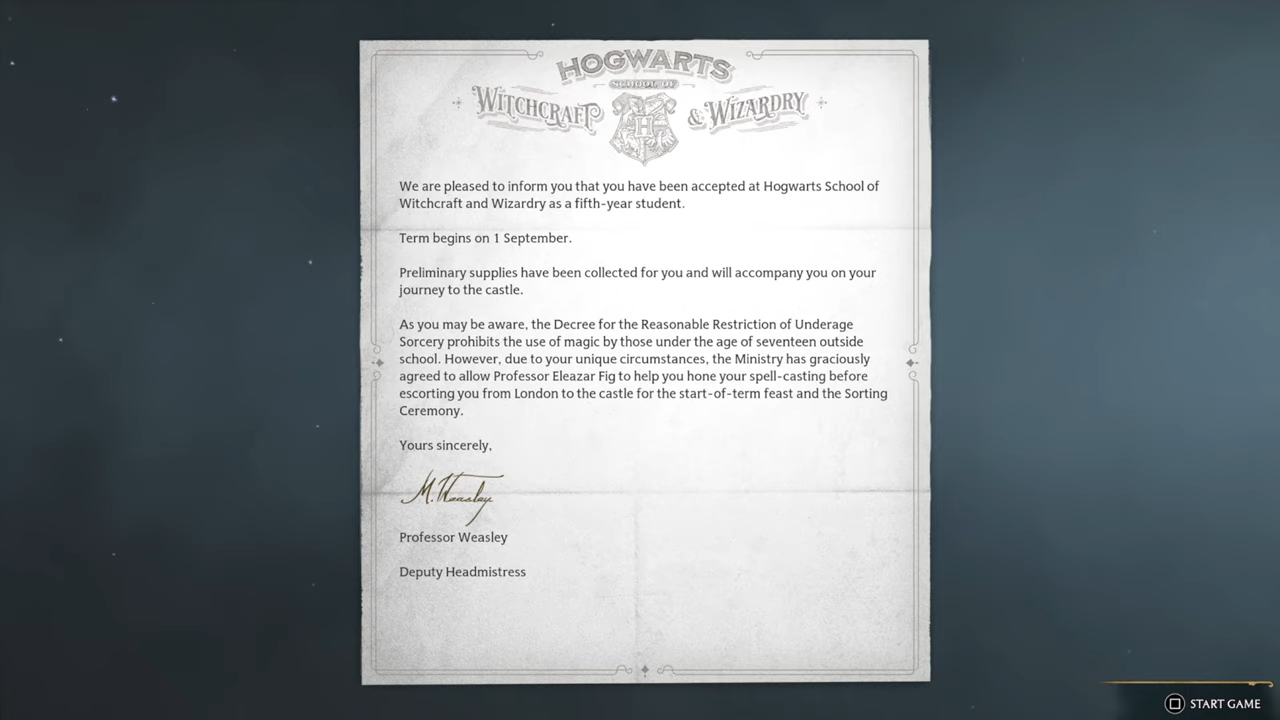 HOGWARTS
SCHOOL OF
WITCHCRAFT & WIZARDRY
H
We are pleased to inform you that you have been accepted at Hogwarts School of
Witchcraft and Wizardry as a fifth-year student.
Term begins on 1 September.
Preliminary supplies have been collected for you and will accompany you on your
journey to the castle.
As you may be aware, the Decree for the Reasonable Restriction of Underage
Sorcery prohibits the use of magic by those under the age of seventeen outside
school. However, due to your unique circumstances, the Ministry has graciously
agreed to allow Professor Eleazar Fig to help you hone your spell-casting before
escorting you from London to the castle for the start-of-term feast and the Sorting
Ceremony.
Yours sincerely,
M. Weasley
Professor Weasley
Deputy Headmistress
START GAME